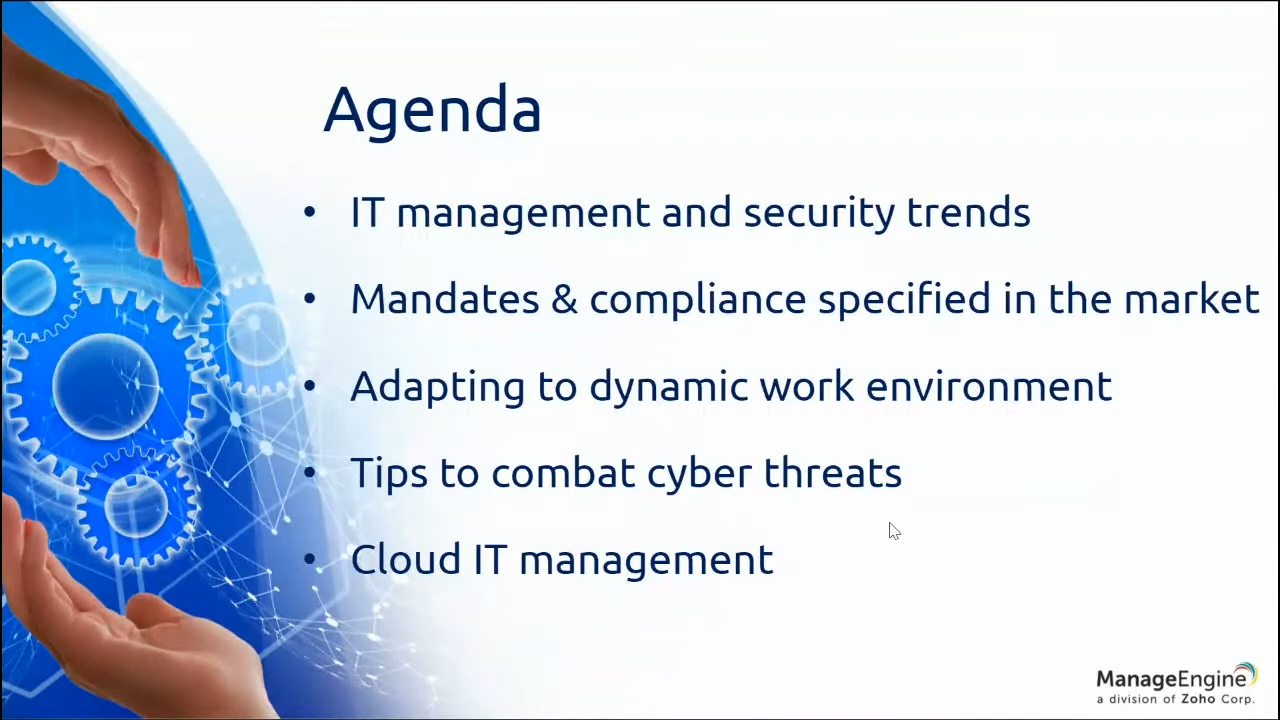 Agenda
• IT management and security trends
• Mandates & compliance specified in the market
• Adapting to dynamic work environment
• Tips to combat cyber threats
• Cloud IT management
ManageEngine
a division of Zoho Corp.